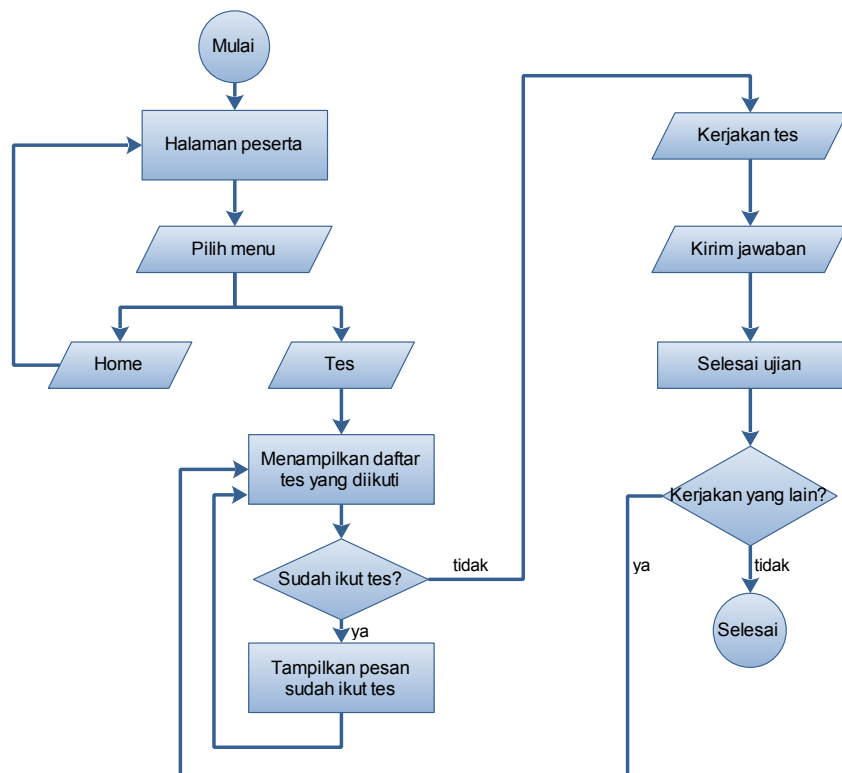 Mulai
Halaman peserta
Pilih menu
Home
Tes
Menampilkan daftar
tes yang diikuti
Sudah ikut tes?
tidak
ya
Tampilkan pesan
sudah ikut tes
Kerjakan tes
Kirim jawaban
Selesai ujian
Kerjakan yang lain?
ya
tidak
Selesai